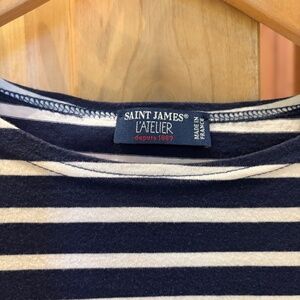 SAINT JAMES®
L'ATELIER
depuis 1889
MADE IN
FRANCE